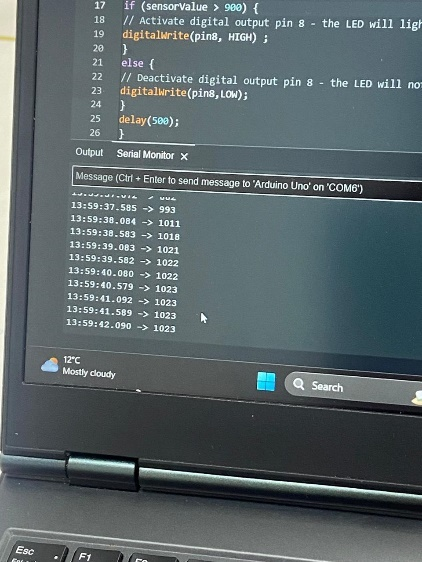 17 if (sensorValue > 900) {
18 // Activate digital output pin 8 - the LED will
19 digitalWrite(pin8, HIGH) ;
20 }
21 else {
22 // Deactivate digital output pin 8 - the LED will
23 digitalWrite(pin8,LOW);
24 }
25 delay(500);
26 }
Output Serial Monitor ×
Message (Ctrl + Enter to send message to 'Arduino Uno' on 'COM6')
13:59:37.585 -> 993
13:59:38.084 -> 1011
13:59:38.583 -> 1018
13:59:39.083 -> 1021
13:59:39.582 -> 1022
13:59:40.080 -> 1022
13:59:40.579 -> 1023
13:59:41.092 -> 1023
13:59:41.589 -> 1023
13:59:42.090 -> 1023
12°C
Mostly cloudy
Search
Esc
F1